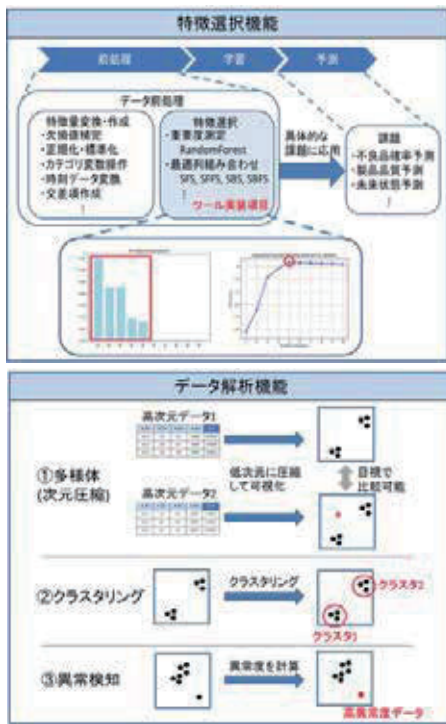 特徴選択機能
前処理
学習
予測
データ前処理
特徴量変換・作成
・欠損値補定
・正規化・標準化
・カテゴリ変数操作
・時刻データ変換
・交差項作成
特徴選択
・重要度測定
RandomForest
・最適列組み合わせ
SFS, SFFS, SBS, SBFS
ツール実装項目
具体的な
課題に応用
課題
・不良品確率予測
・製品品質予測
・未来状態予測
データ解析機能
①多様体
(次元圧縮)
高次元データ1
高次元データ2
低次元に圧縮
して可視化
目視で
比較可能
②クラスタリング
クラスタリング
クラスタ2
クラスタ1
③異常検知
異常度を計算
高異常度データ